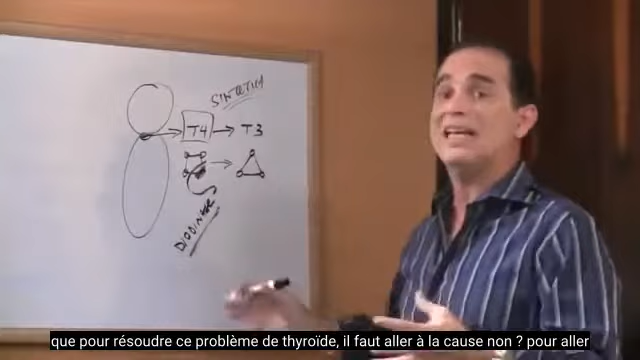 T4 T3
que pour résoudre ce problème de thyroïde, il faut aller à la cause non ? pour aller